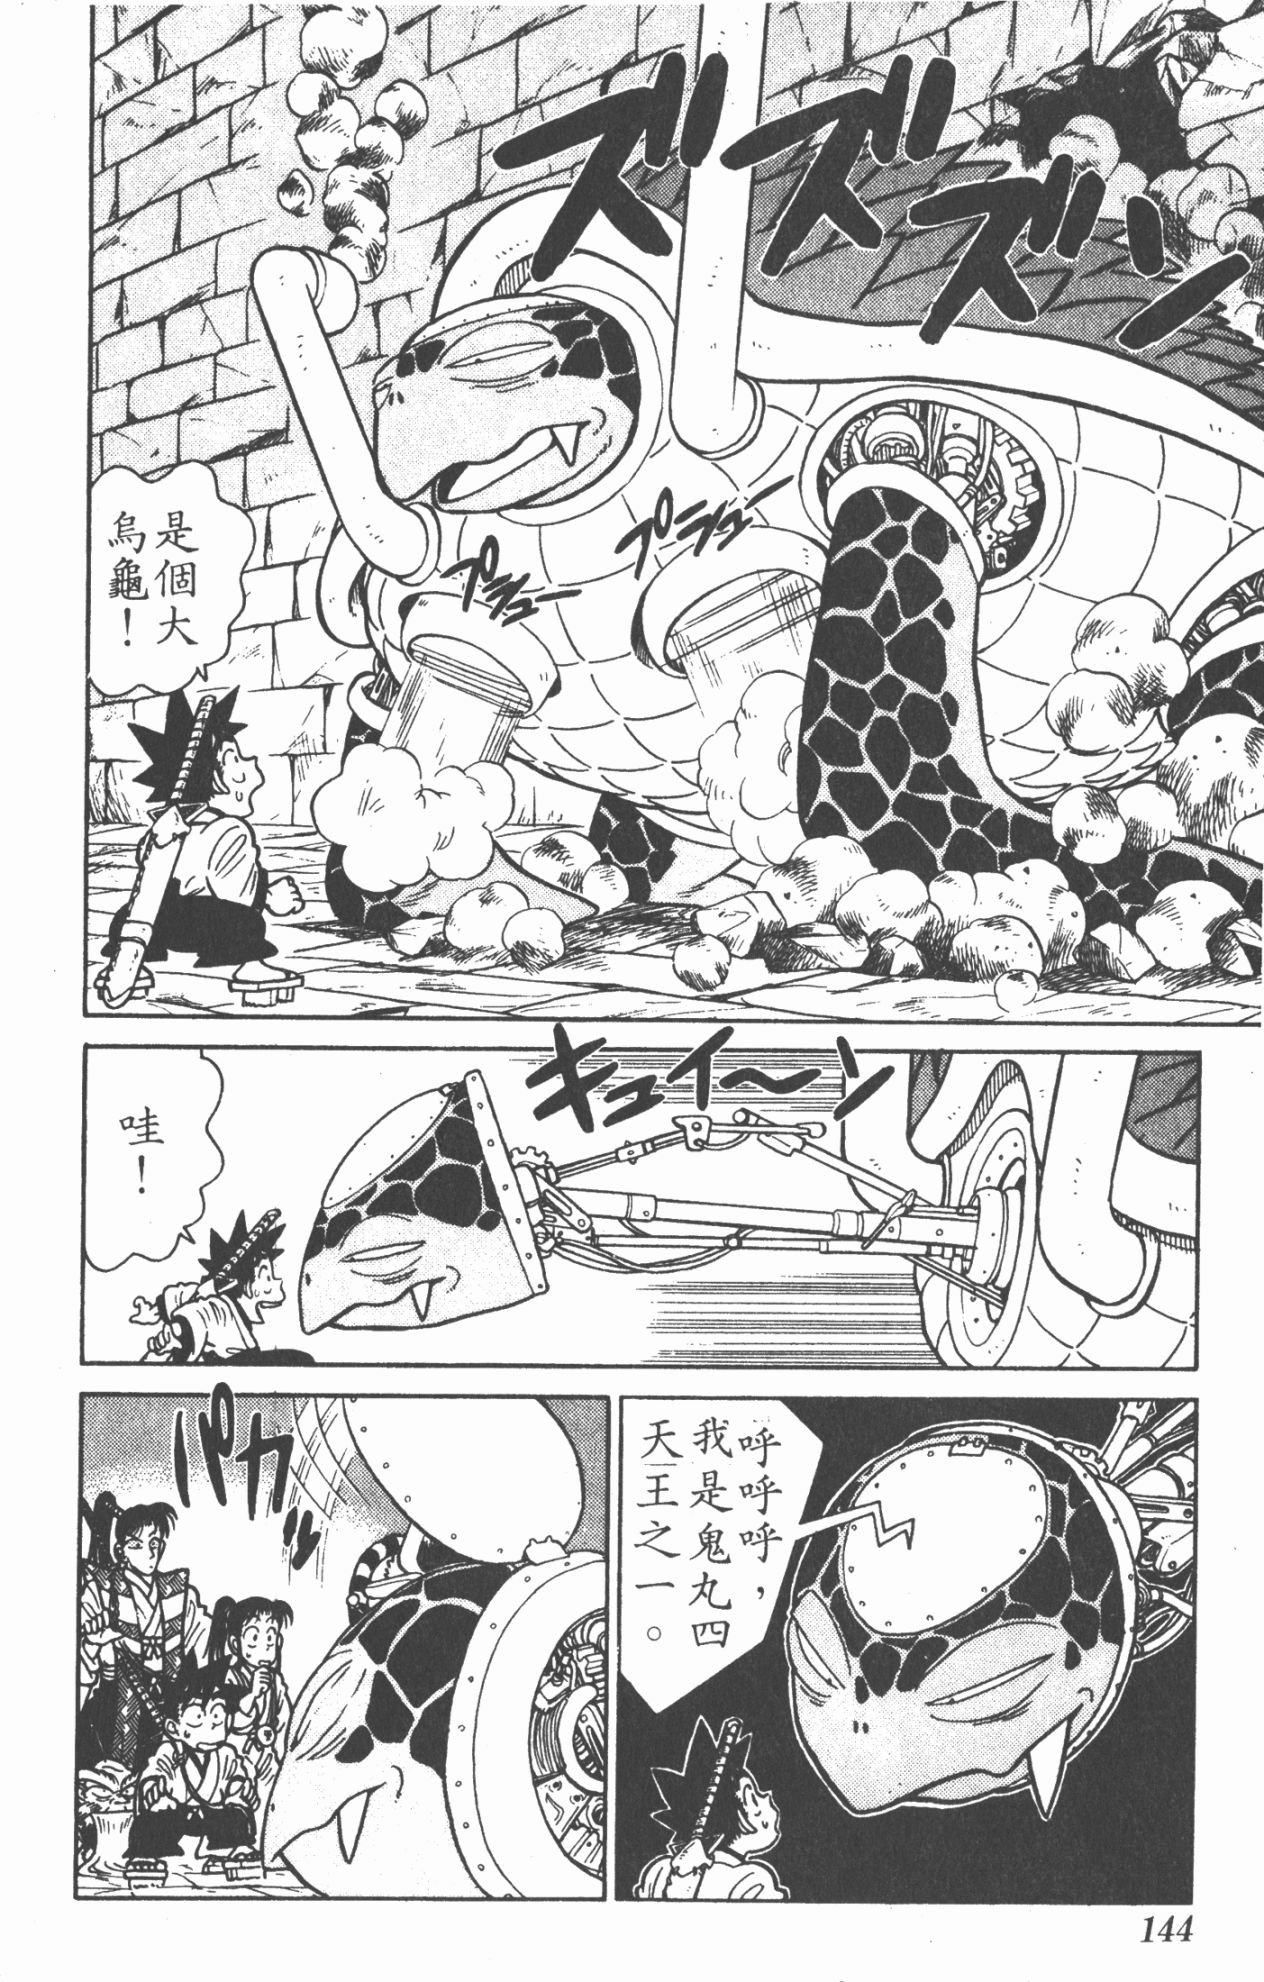 ズズズン
プシュー
プシュー
是個大
烏龜！
キュイ～ン
哇！
呼呼呼，
我是鬼丸四
天王之一。
パカッ
144